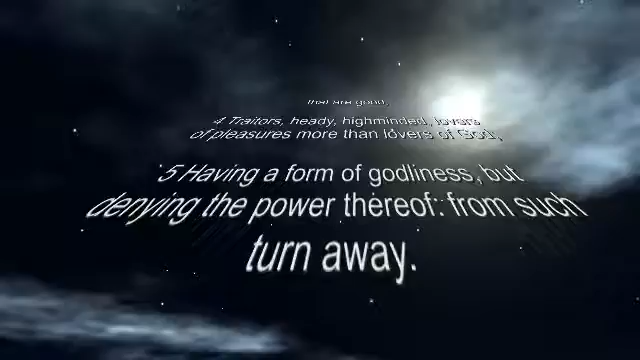 that are good,
4 Traitors, heady, highminded, lovers
of pleasures more than lovers of God;
5 Having a form of godliness, but
denying the power thereof: from such
turn away.